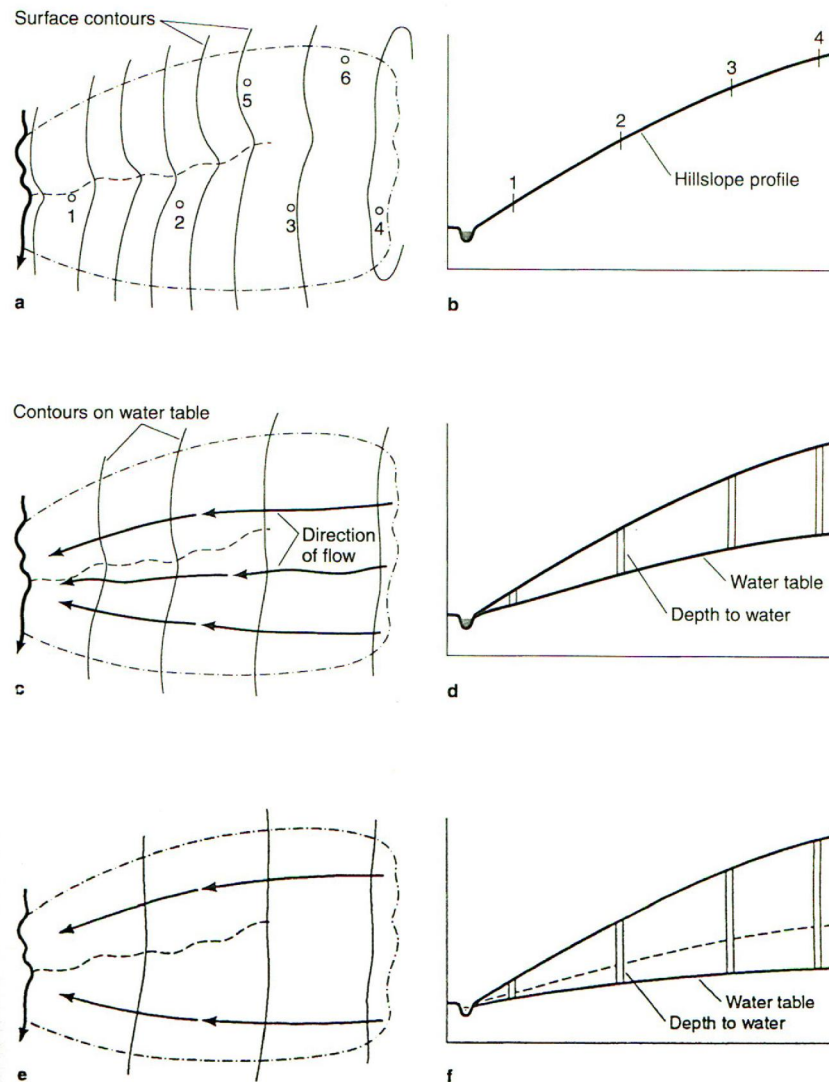 Surface contours
6
5
1
2
3
4
a
4
3
2
Hillslope profile
1
b
Contours on water table
Direction
of flow
c
Water table
Depth to water
d
e
Water table
Depth to water
f